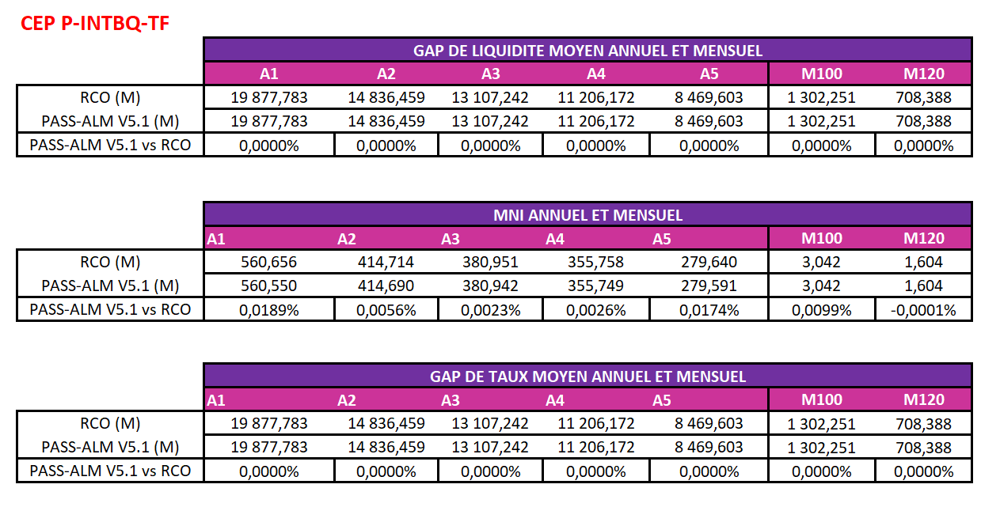 CEP P-INTBQ-TF
GAP DE LIQUIDITE MOYEN ANNUEL ET MENSUEL
A1 A2 A3 A4 A5 M100 M120
RCO (M) 19 877,783 14 836,459 13 107,242 11 206,172 8 469,603 1 302,251 708,388
PASS-ALM V5.1 (M) 19 877,783 14 836,459 13 107,242 11 206,172 8 469,603 1 302,251 708,388
PASS-ALM V5.1 vs RCO 0,0000% 0,0000% 0,0000% 0,0000% 0,0000% 0,0000% 0,0000%
MNI ANNUEL ET MENSUEL
A1 A2 A3 A4 A5 M100 M120
RCO (M) 560,656 414,714 380,951 355,758 279,640 3,042 1,604
PASS-ALM V5.1 (M) 560,550 414,690 380,942 355,749 279,591 3,042 1,604
PASS-ALM V5.1 vs RCO 0,0189% 0,0056% 0,0023% 0,0026% 0,0174% 0,0099% -0,0001%
GAP DE TAUX MOYEN ANNUEL ET MENSUEL
A1 A2 A3 A4 A5 M100 M120
RCO (M) 19 877,783 14 836,459 13 107,242 11 206,172 8 469,603 1 302,251 708,388
PASS-ALM V5.1 (M) 19 877,783 14 836,459 13 107,242 11 206,172 8 469,603 1 302,251 708,388
PASS-ALM V5.1 vs RCO 0,0000% 0,0000% 0,0000% 0,0000% 0,0000% 0,0000% 0,0000%